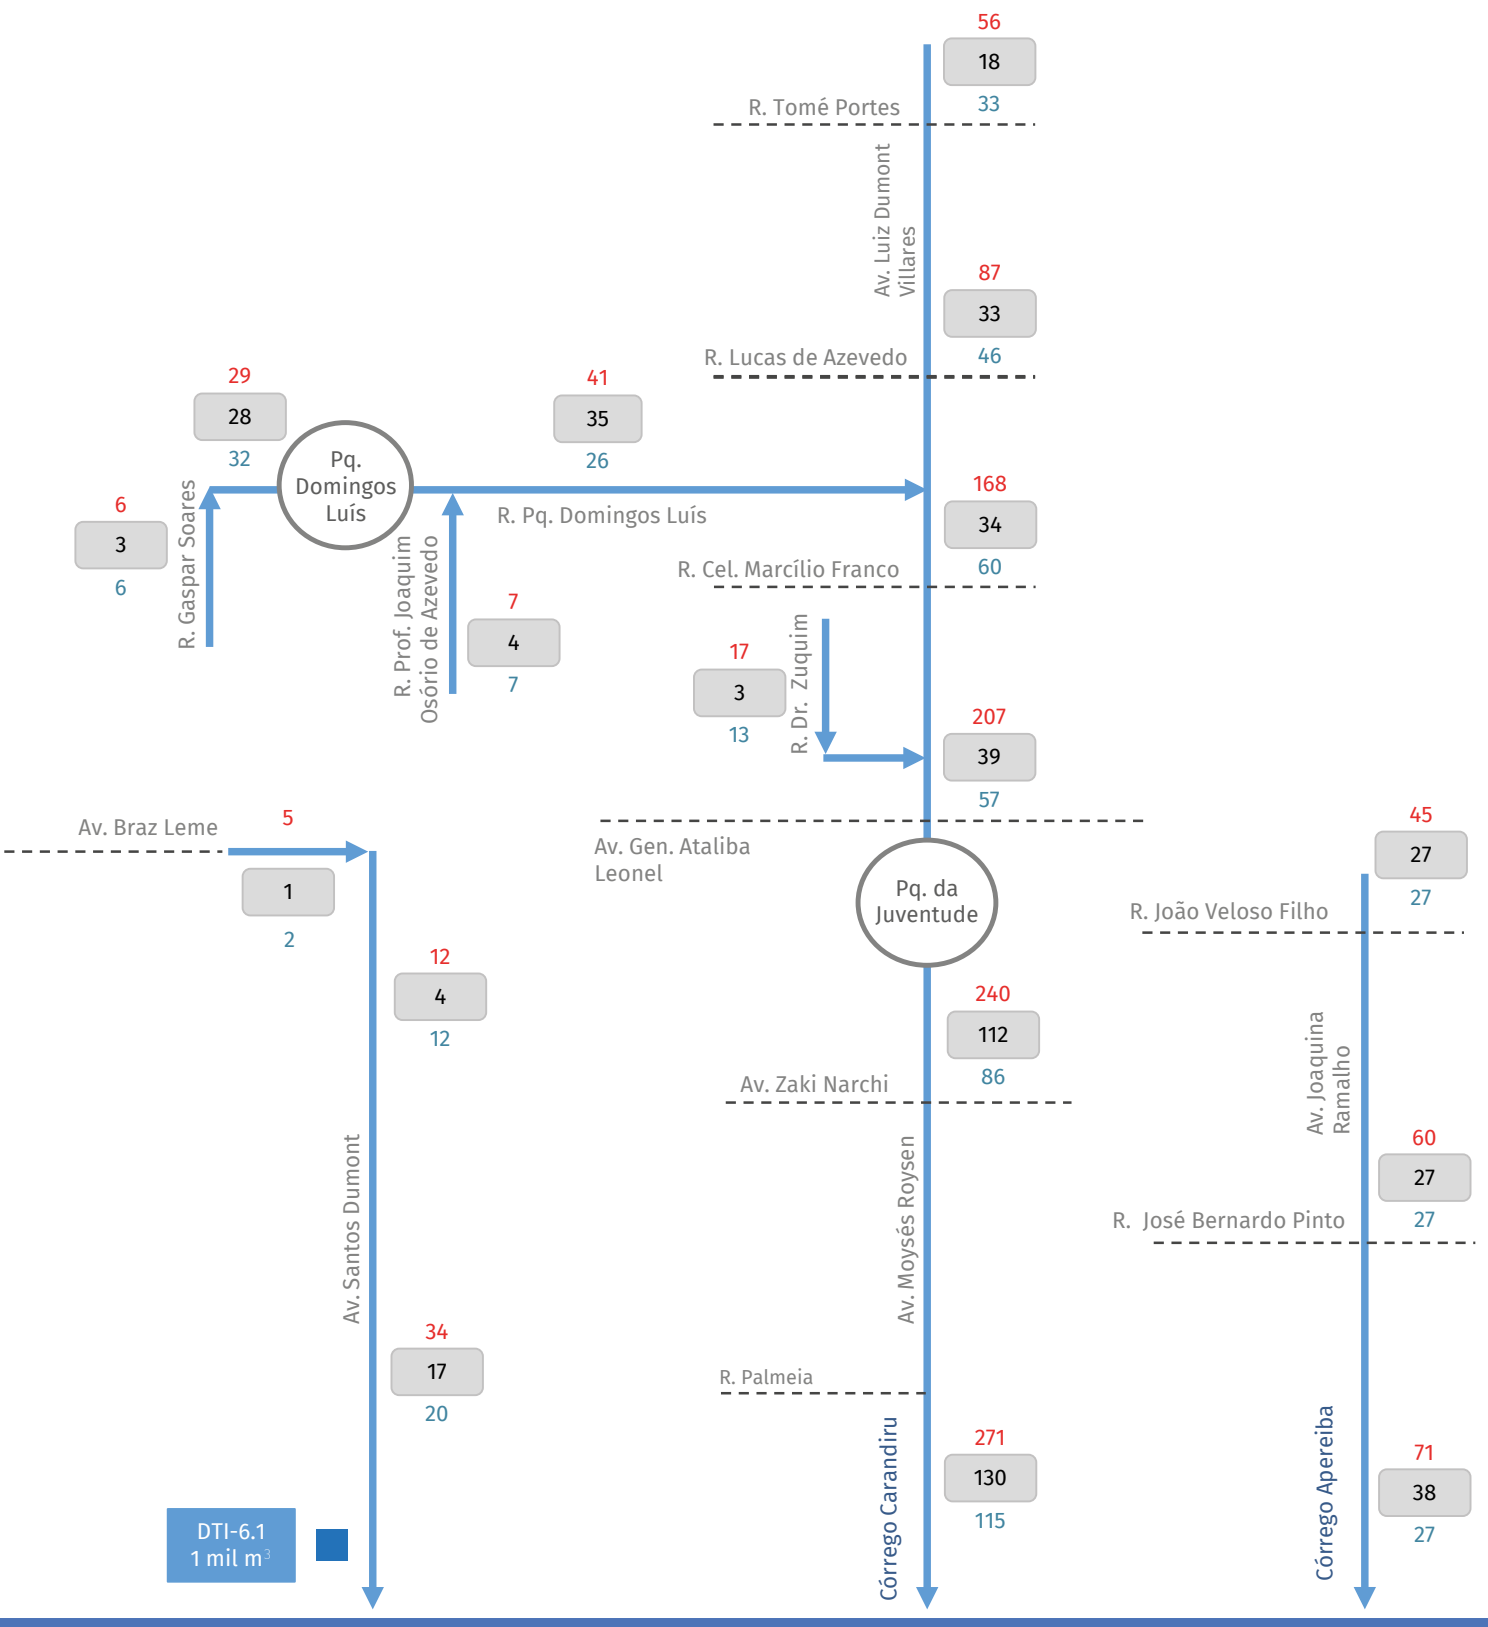 56
18
33
R. Tomé Portes
Av. Luiz Dumont
Villares
87
33
46
R. Lucas de Azevedo
29
28
32
41
35
26
Pq.
Domingos
Luís
6
3
6
R. Gaspar Soares
R. Pq. Domingos Luís
168
34
60
R. Cel. Marcílio Franco
R. Prof. Joaquim
Osório de Azevedo
7
4
7
17
3
13
R. Dr. Zuquim
207
39
57
Av. Braz Leme
5
1
2
Av. Gen. Ataliba
Leonel
Pq. da
Juventude
45
27
27
R. João Veloso Filho
12
4
12
240
112
86
Av. Zaki Narchi
Av. Joaquina
Ramalho
60
27
27
R. José Bernardo Pinto
Av. Santos Dumont
Av. Moysés Roysen
34
17
20
R. Palmeia
Córrego Carandiru
271
130
115
Córrego Apereiba
71
38
27
DTI-6.1
1 mil m³